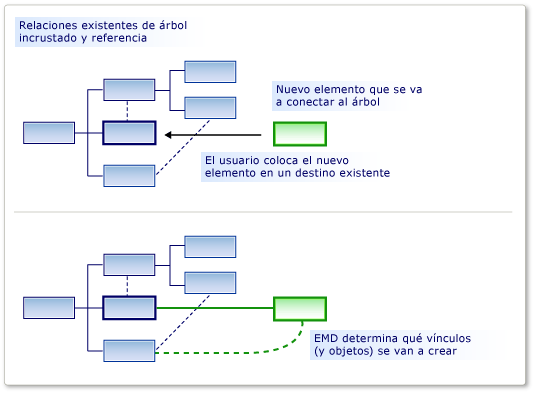 Relaciones existentes de árbol
incrustado y referencia
Nuevo elemento que se va
a conectar al árbol
El usuario coloca el nuevo
elemento en un destino existente
EMD determina qué vínculos
(y objetos) se van a crear